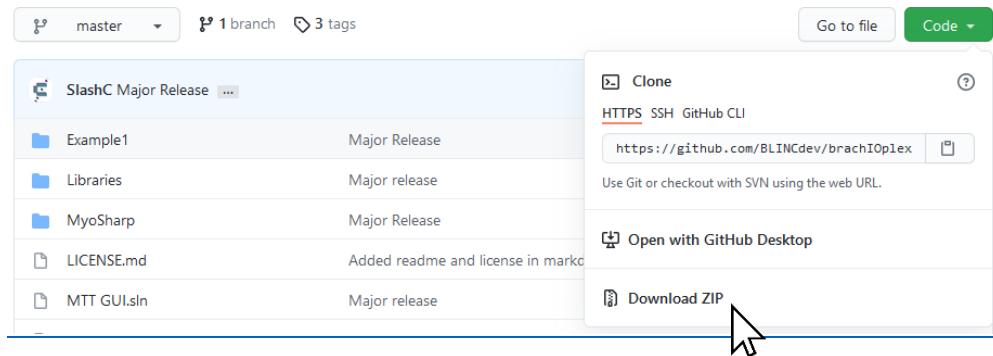 master 1 branch 3 tags Go to file Code
SlashC Major Release ...
Example1 Major Release
Libraries Major release
MyoSharp Major Release
LICENSE.md Added readme and license in markd
MTT GUI.sln Major release
Clone
HTTPS SSH GitHub CLI
https://github.com/BLINCdev/brachIOplex
Use Git or checkout with SVN using the web URL.
Open with GitHub Desktop
Download ZIP